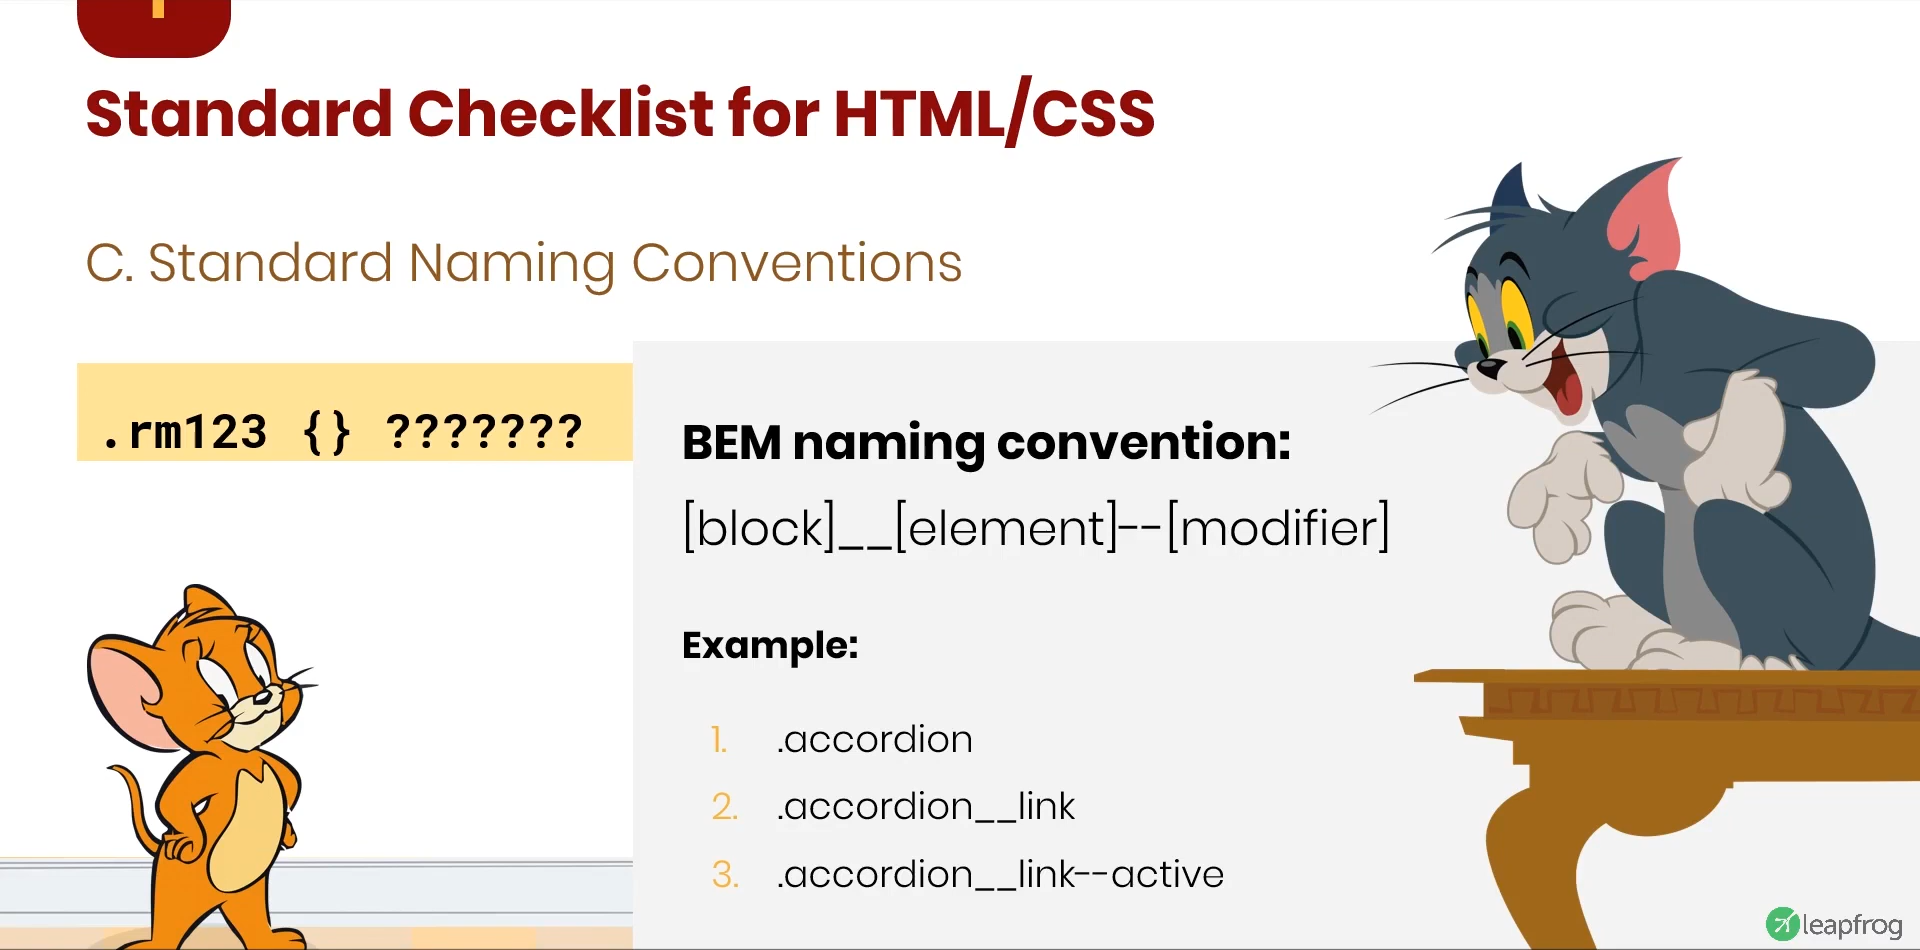 Standard Checklist for HTML/CSS
C. Standard Naming Conventions
.rm123 {} ???????
BEM naming convention:
[block]__[element]--[modifier]
Example:
1. .accordion
2. .accordion__link
3. .accordion__link--active
leapfrog